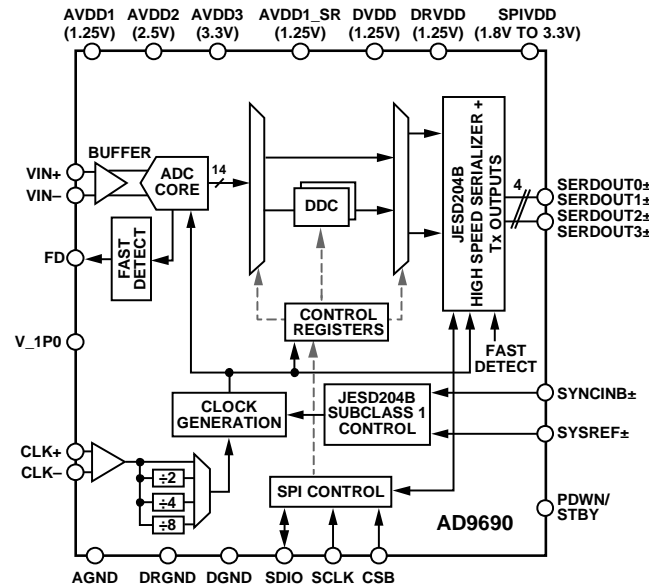 AVDD1 AVDD2 AVDD3 AVDD1_SR DVDD DRVDD SPIVDD
(1.25V) (2.5V) (3.3V) (1.25V) (1.25V) (1.25V) (1.8V TO 3.3V)
BUFFER
VIN+
VIN–
ADC
CORE
14
DDC
JESD204B
HIGH SPEED SERIALIZER +
Tx OUTPUTS
4
SERDOUT0±
SERDOUT1±
SERDOUT2±
SERDOUT3±
FD
FAST
DETECT
CONTROL
REGISTERS
V_1P0
FAST
DETECT
CLOCK
GENERATION
JESD204B
SUBCLASS 1
CONTROL
SYNCINB±
SYSREF±
CLK+
CLK–
÷2
÷4
÷8
SPI CONTROL
PDWN/
STBY
AD9690
AGND DRGND DGND SDIO SCLK CSB